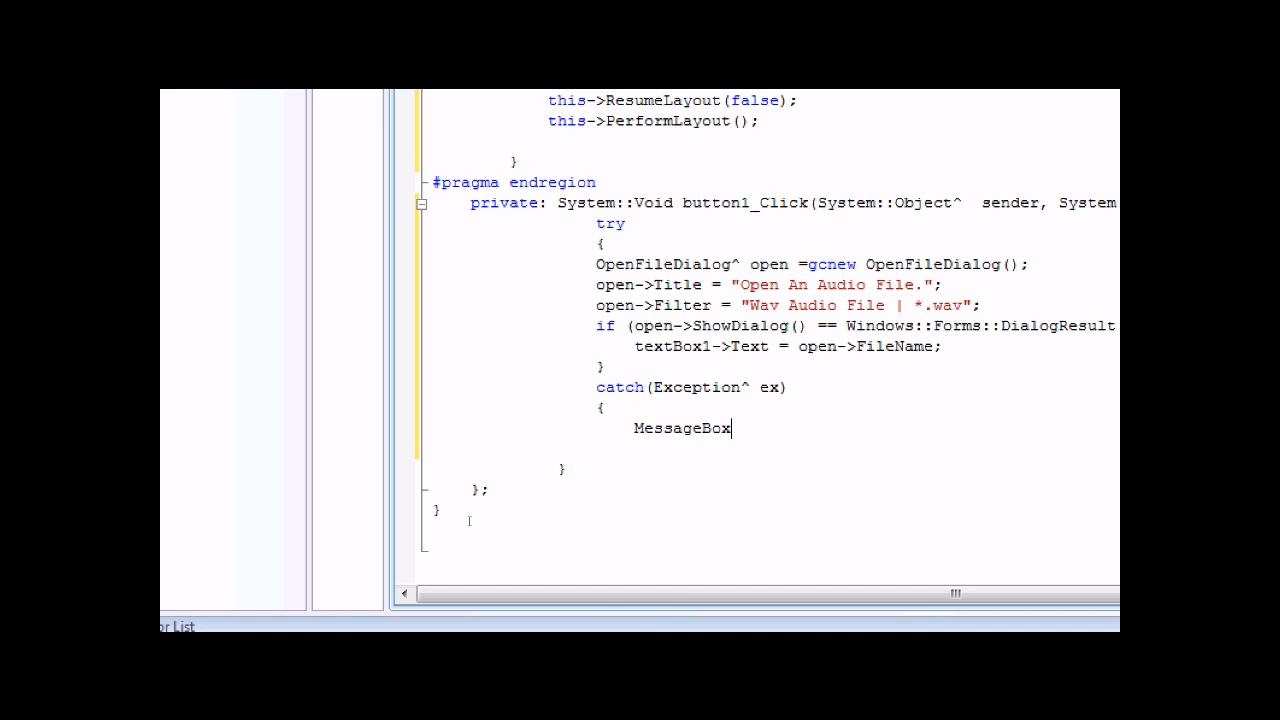 this->ResumeLayout(false);
this->PerformLayout();
}
#pragma endregion
private: System::Void button1_Click(System::Object^  sender, System
try
{
OpenFileDialog^ open =gcnew OpenFileDialog();
open->Title = "Open An Audio File.";
open->Filter = "Wav Audio File | *.wav";
if (open->ShowDialog() == Windows::Forms::DialogResult
textBox1->Text = open->FileName;
}
catch(Exception^ ex)
{
MessageBox
}
};
}
or List